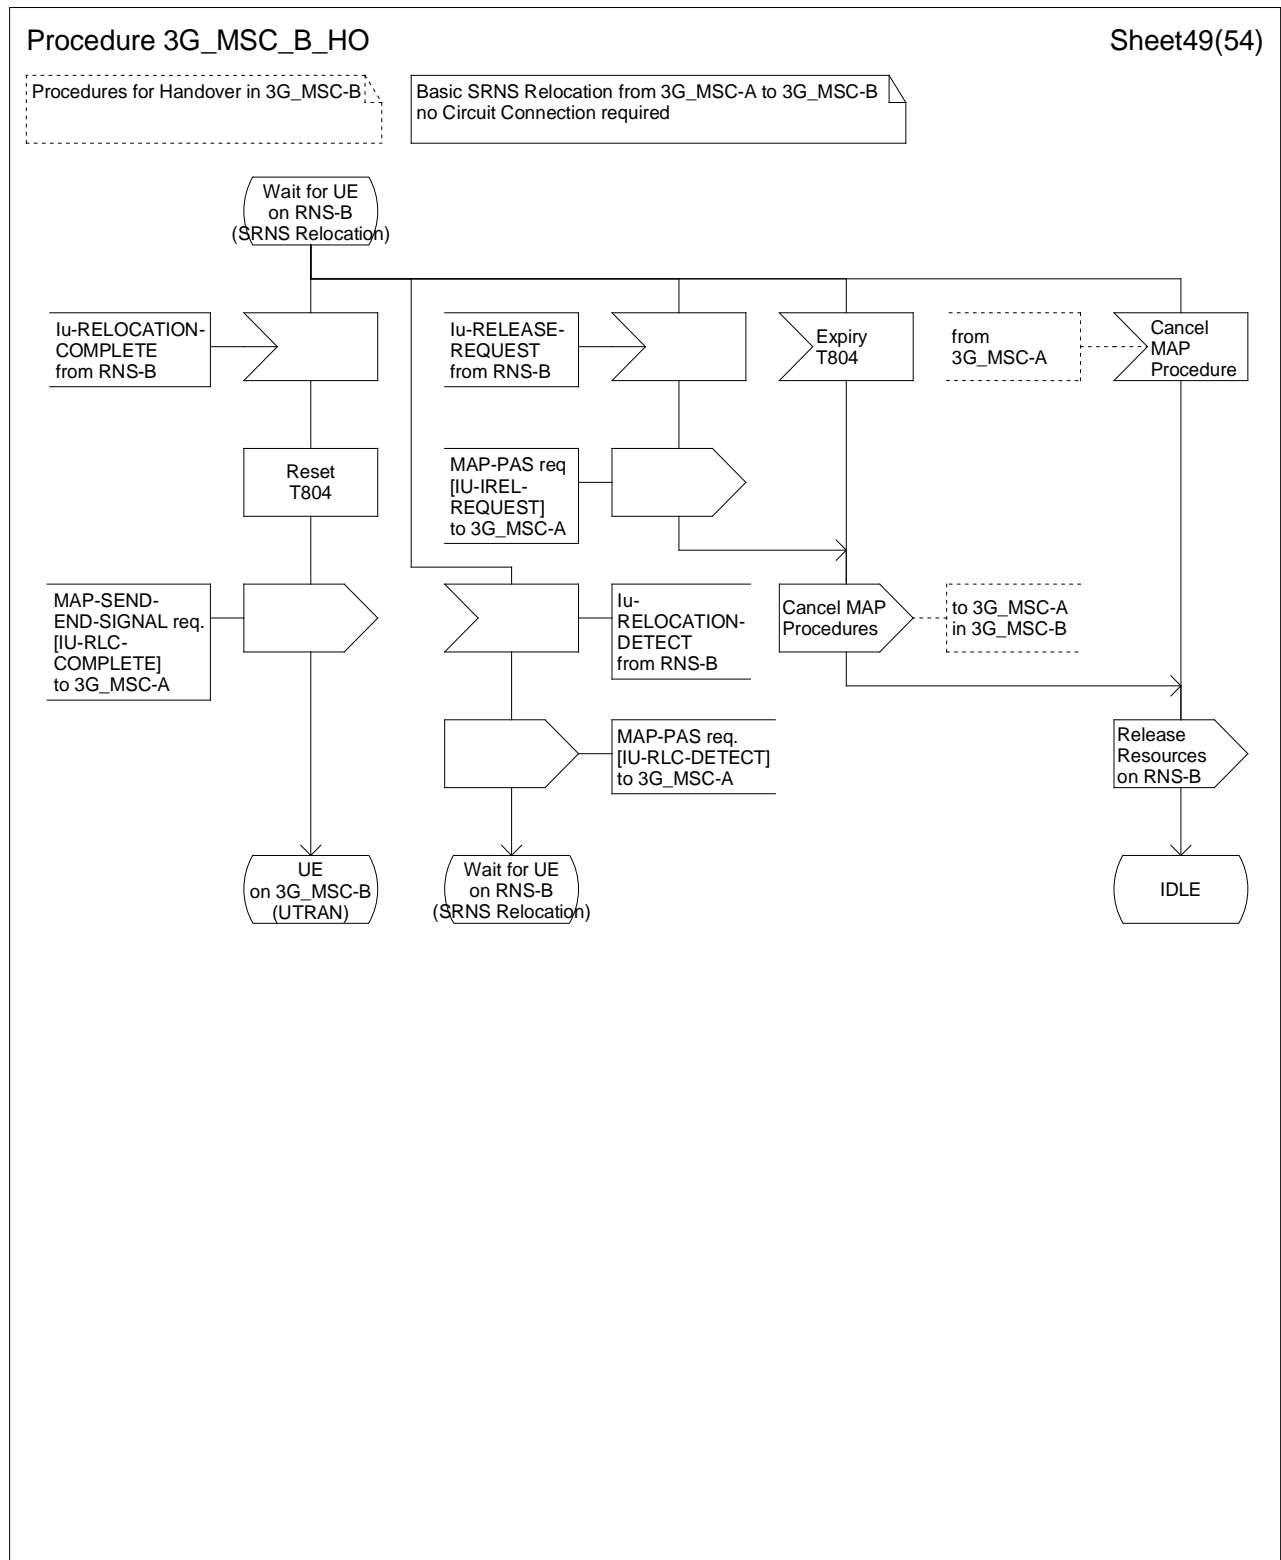 Procedure 3G_MSC_B_HO
Sheet49(54)
Procedures for Handover in 3G_MSC-B
Basic SRNS Relocation from 3G_MSC-A to 3G_MSC-B
no Circuit Connection required
Wait for UE
on RNS-B
(SRNS Relocation)
Iu-RELOCATION-
COMPLETE
from RNS-B
Iu-RELEASE-
REQUEST
from RNS-B
Expiry
T804
from
3G_MSC-A
Cancel
MAP
Procedure
Reset
T804
MAP-PAS req
[IU-IREL-
REQUEST]
to 3G_MSC-A
MAP-SEND-
END-SIGNAL req.
[IU-RLC-
COMPLETE]
to 3G_MSC-A
Iu-
RELOCATION-
DETECT
from RNS-B
Cancel MAP
Procedures
to 3G_MSC-A
in 3G_MSC-B
MAP-PAS req.
[IU-RLC-DETECT]
to 3G_MSC-A
Release
Resources
on RNS-B
UE
on 3G_MSC-B
(UTRAN)
Wait for UE
on RNS-B
(SRNS Relocation)
IDLE